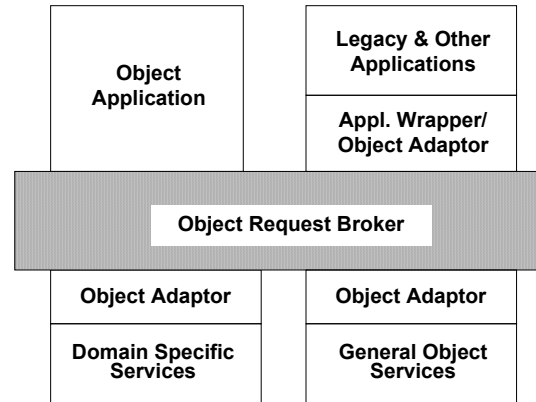 Object
Application
Legacy & Other
Applications
Appl. Wrapper/
Object Adaptor
Object Request Broker
Object Adaptor
Object Adaptor
Domain Specific
Services
General Object
Services